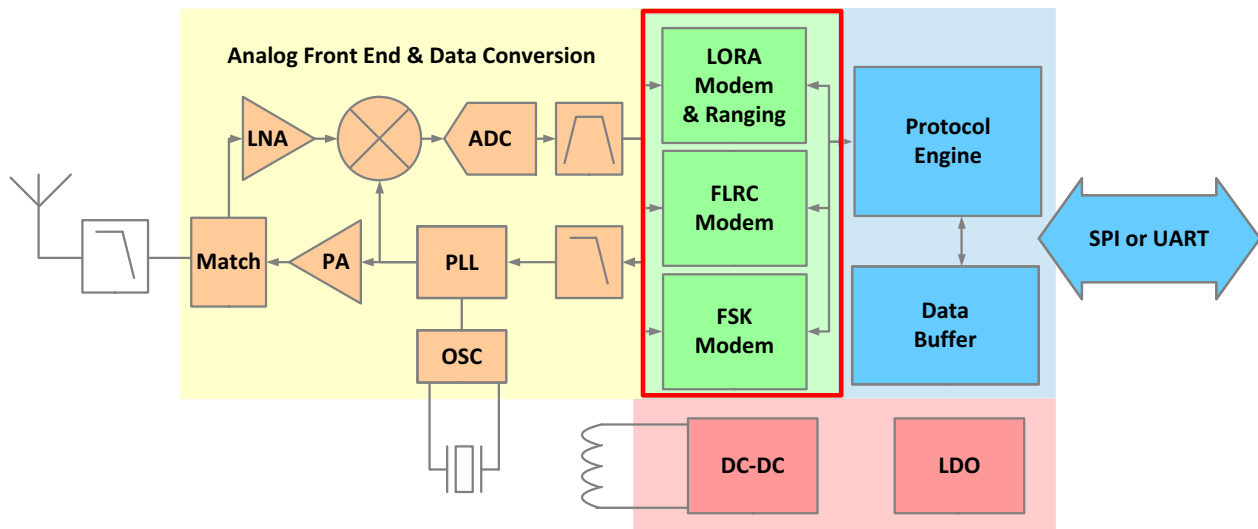 Analog Front End & Data Conversion
LNA
ADC
Match
PA
PLL
OSC
LORA
Modem
& Ranging
FLRC
Modem
FSK
Modem
Protocol
Engine
Data
Buffer
SPI or UART
DC-DC
LDO